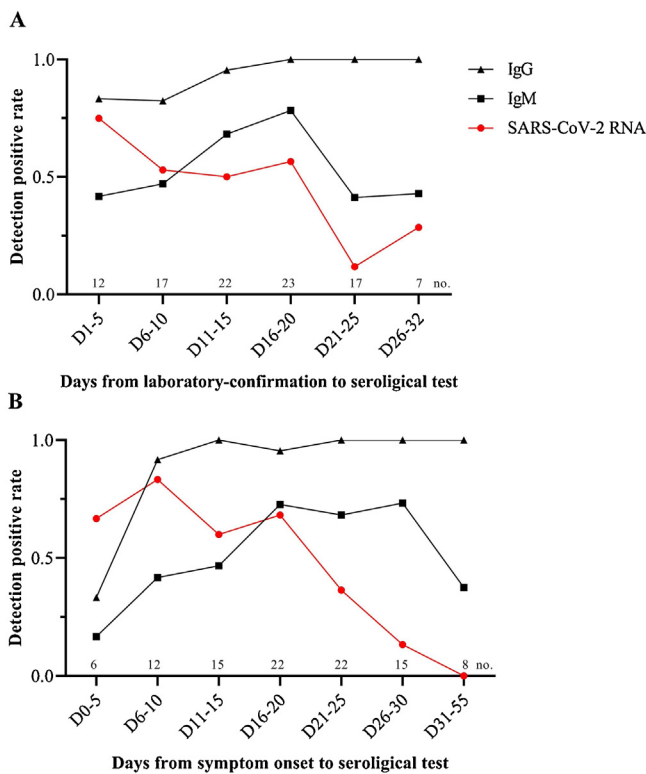 A
1.0
0.5
0.0
Detection positive rate
IgG
IgM
SARS-CoV-2 RNA
12 17 22 23 17 7 no.
D1-5 D6-10 D11-15 D16-20 D21-25 D26-32
Days from laboratory-confirmation to seroligical test
B
1.0
0.5
0.0
Detection positive rate
6 12 15 22 22 15 8 no.
D0-5 D6-10 D11-15 D16-20 D21-25 D26-30 D31-55
Days from symptom onset to seroligical test